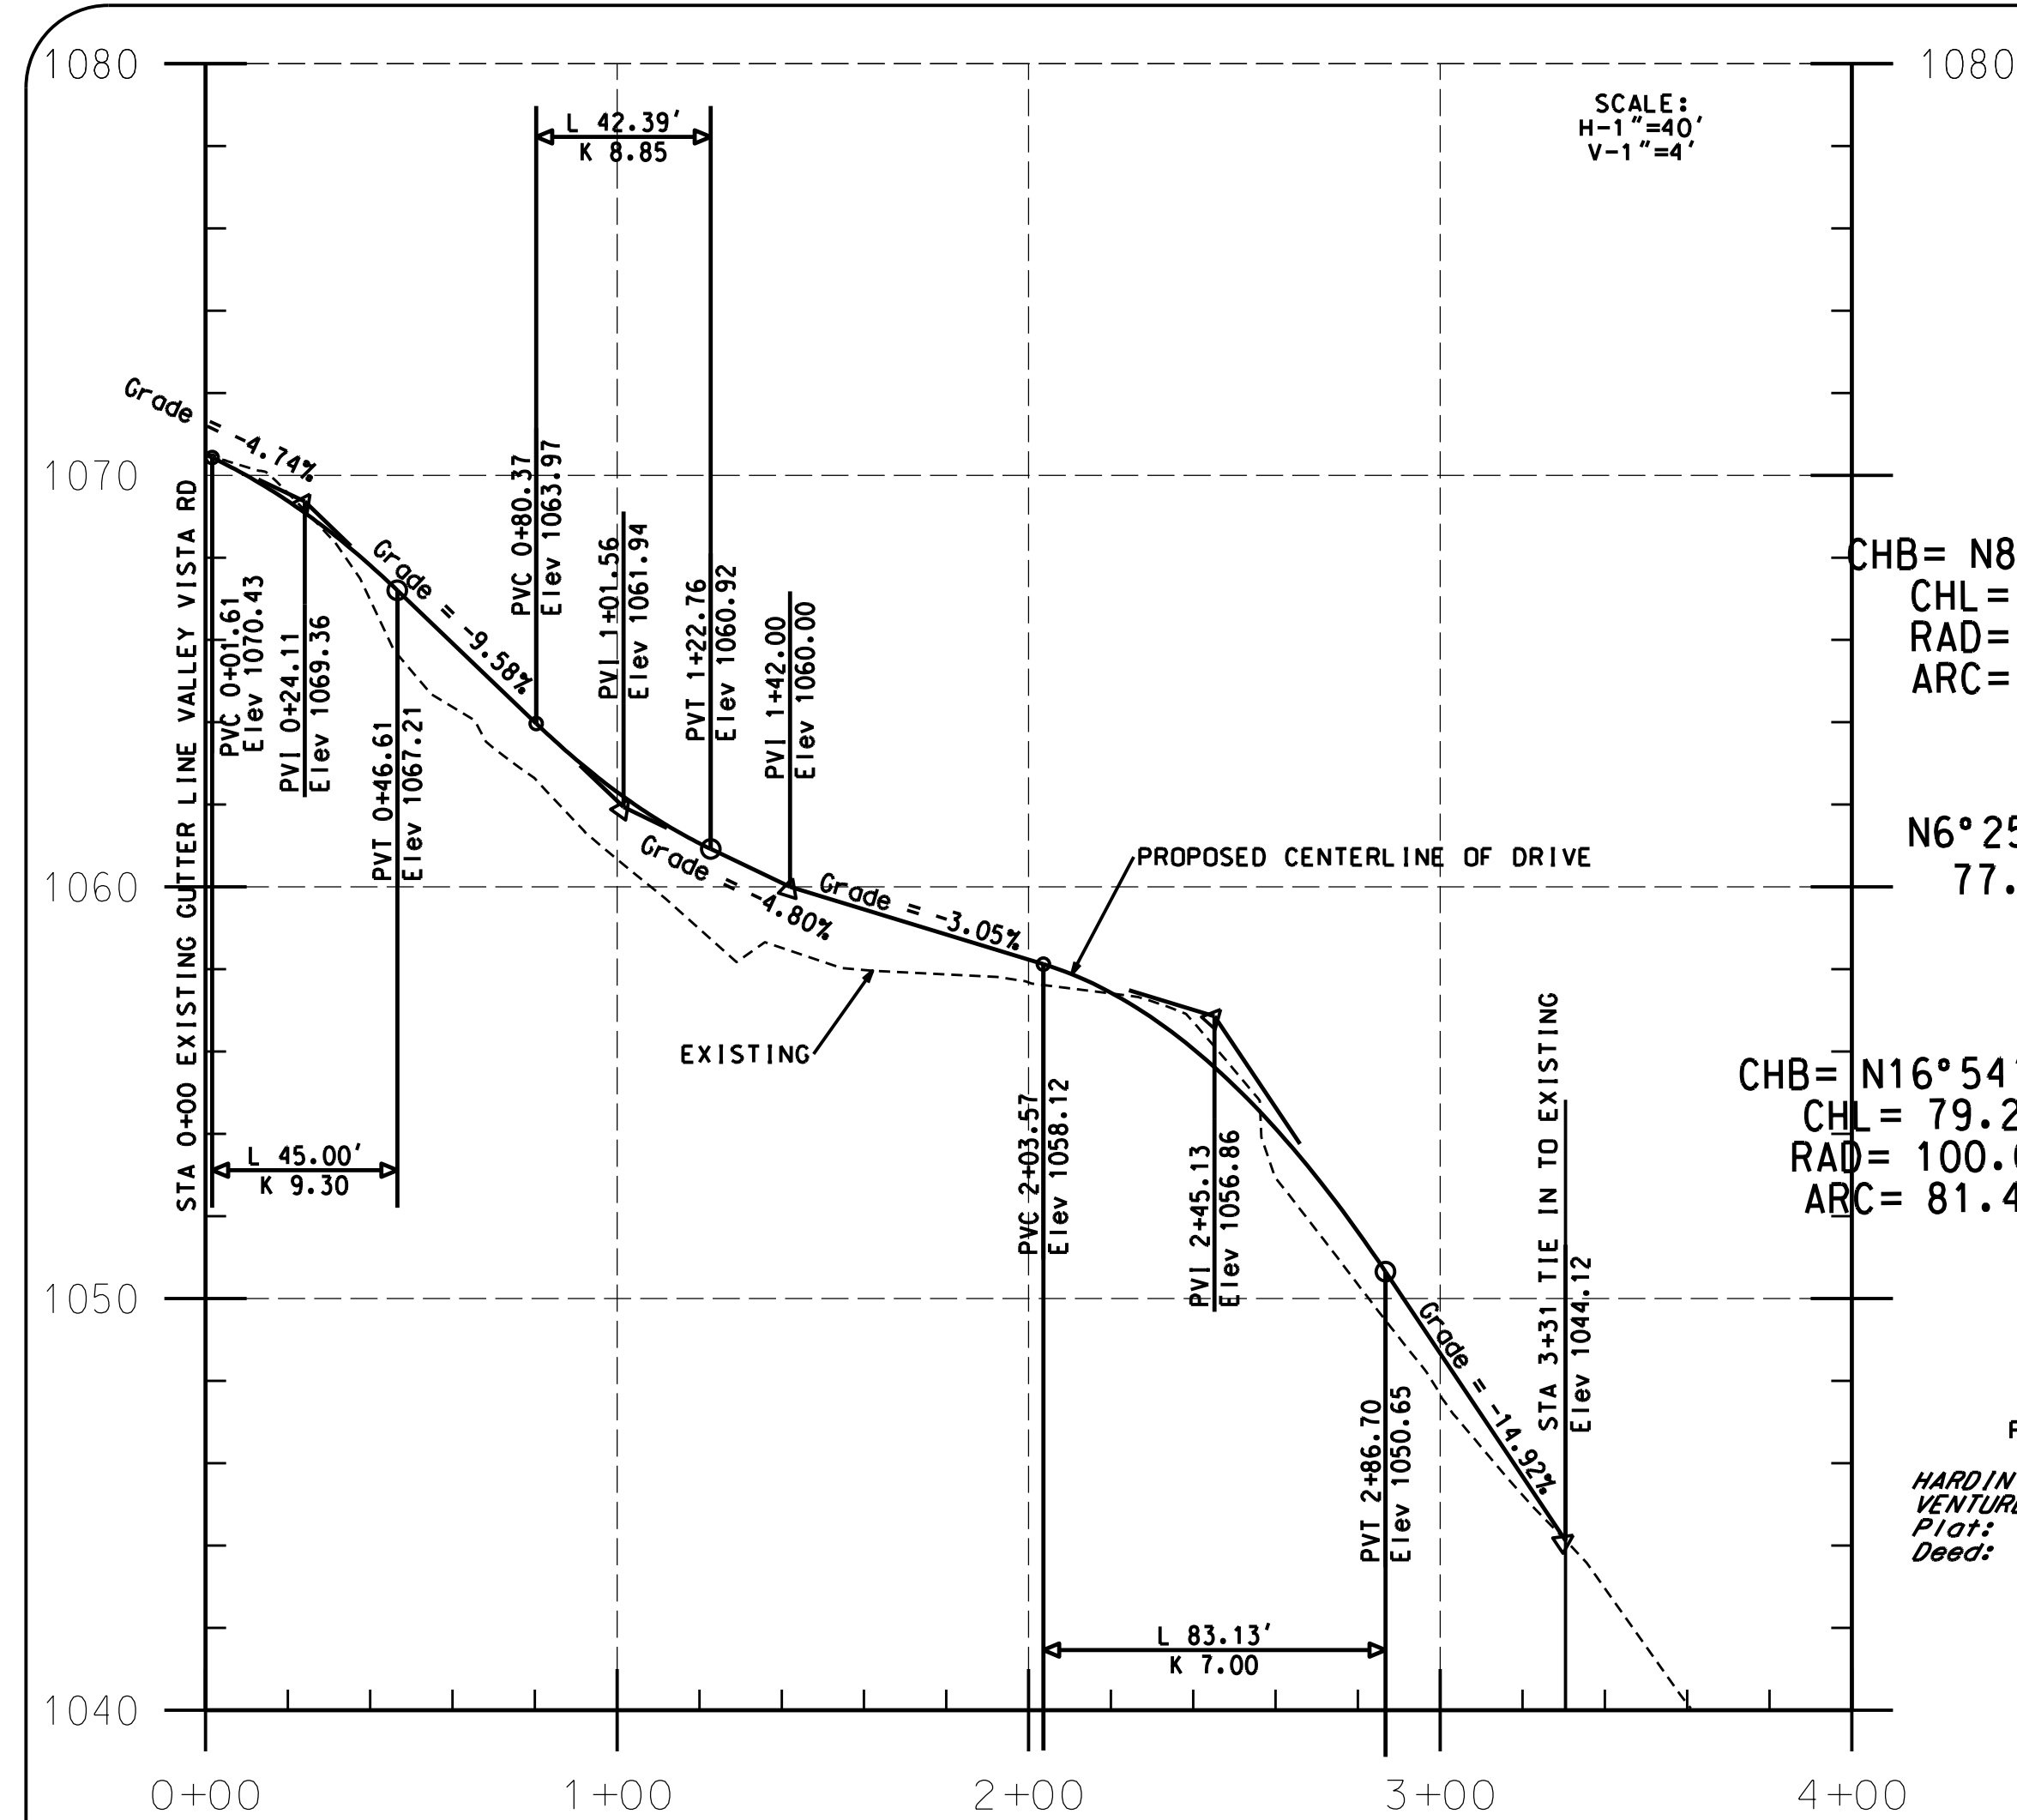 1080
1070
1060
1050
1040
0+00
1+00
2+00
3+00
4+00
1080
SCALE:
H-1"=40'
V-1"=4'
L 42.39'
K 8.85
Grade = -4.74%
Grade = -9.58%
Grade = -4.80%
Grade = -3.05%
Grade = -14.92%
STA 0+00 EXISTING GUTTER LINE VALLEY VISTA RD
PVC 0+01.61
Elev 1070.43
PVI 0+24.11
Elev 1069.36
PVT 0+46.61
Elev 1067.21
PVC 0+80.37
Elev 1063.97
PVI 1+01.56
Elev 1061.94
PVT 1+22.76
Elev 1060.92
PVI 1+42.00
Elev 1060.00
PROPOSED CENTERLINE OF DRIVE
EXISTING
L 45.00'
K 9.30
PVC 2+03.57
Elev 1058.12
PVI 2+45.13
Elev 1056.86
PVT 2+86.70
Elev 1050.65
STA 3+31 TIE IN TO EXISTING
Elev 1044.12
L 83.13'
K 7.00
CHB= N8
CHL=
RAD=
ARC=
N6°25
77.
CHB= N16°54'
CHL= 79.2
RAD= 100.
ARC= 81.4
HARDIN
VENTURE
Plat:
Deed: